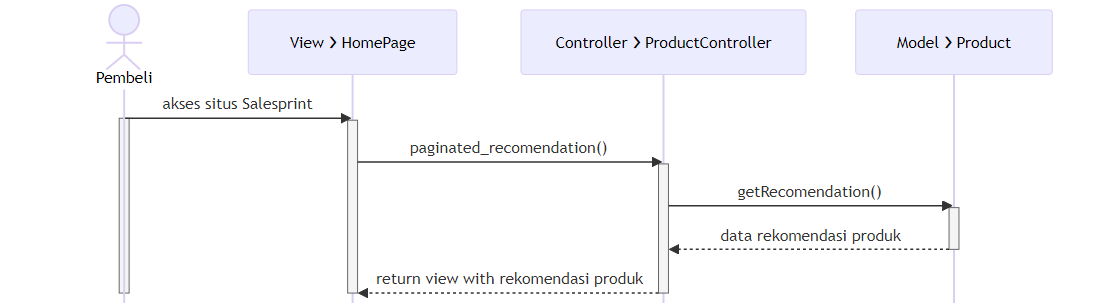 Pembeli
View > HomePage
Controller > ProductController
Model > Product
akses situs Salesprint
paginated_recomendation()
getRecomendation()
data rekomendasi produk
return view with rekomendasi produk